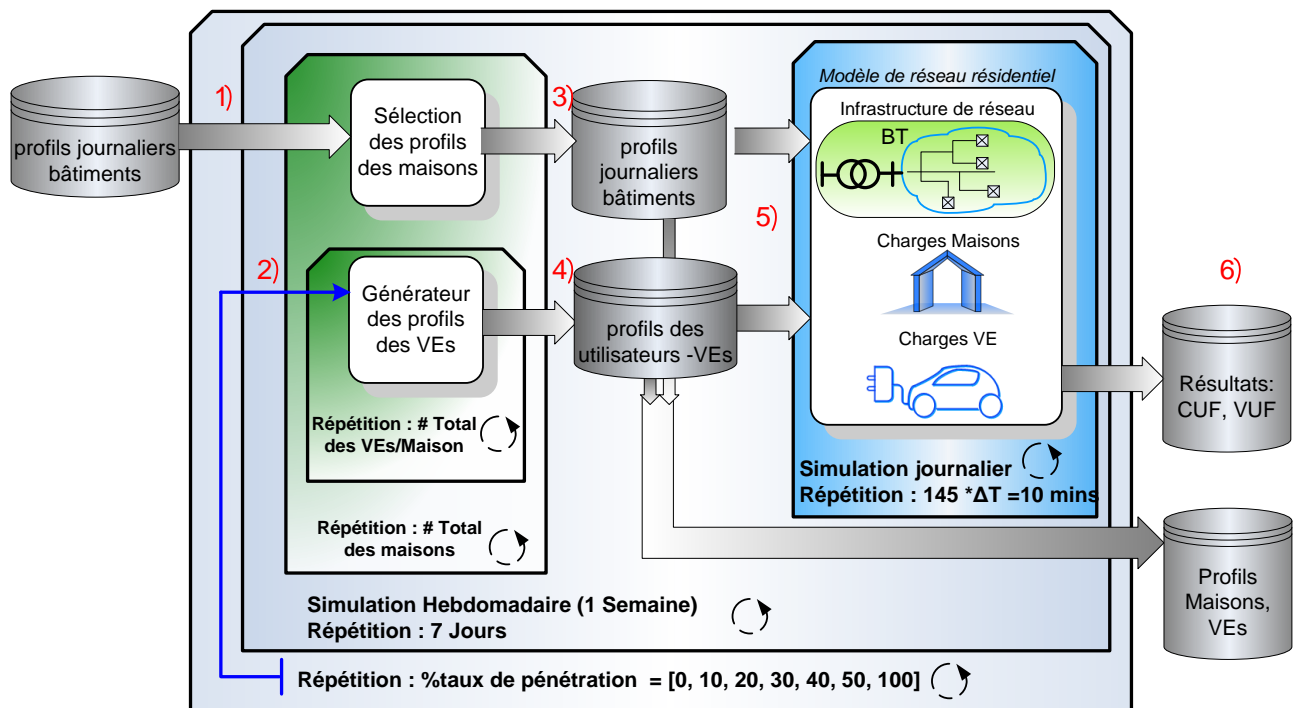 1)
profils journaliers
bâtiments
Sélection
des profils
des maisons
3)
profils
journaliers
bâtiments
2)
Générateur
des profils
des VEs
4)
profils des
utilisateurs -VEs
Répétition : # Total
des VEs/Maison
Répétition : # Total
des maisons
5)
Modèle de réseau résidentiel
Infrastructure de réseau
BT
Charges Maisons
Charges VE
Simulation journalier
Répétition : 145 *ΔT =10 mins
6)
Résultats:
CUF, VUF
Profils
Maisons,
VEs
Simulation Hebdomadaire (1 Semaine)
Répétition : 7 Jours
Répétition : %taux de pénétration = [0, 10, 20, 30, 40, 50, 100]